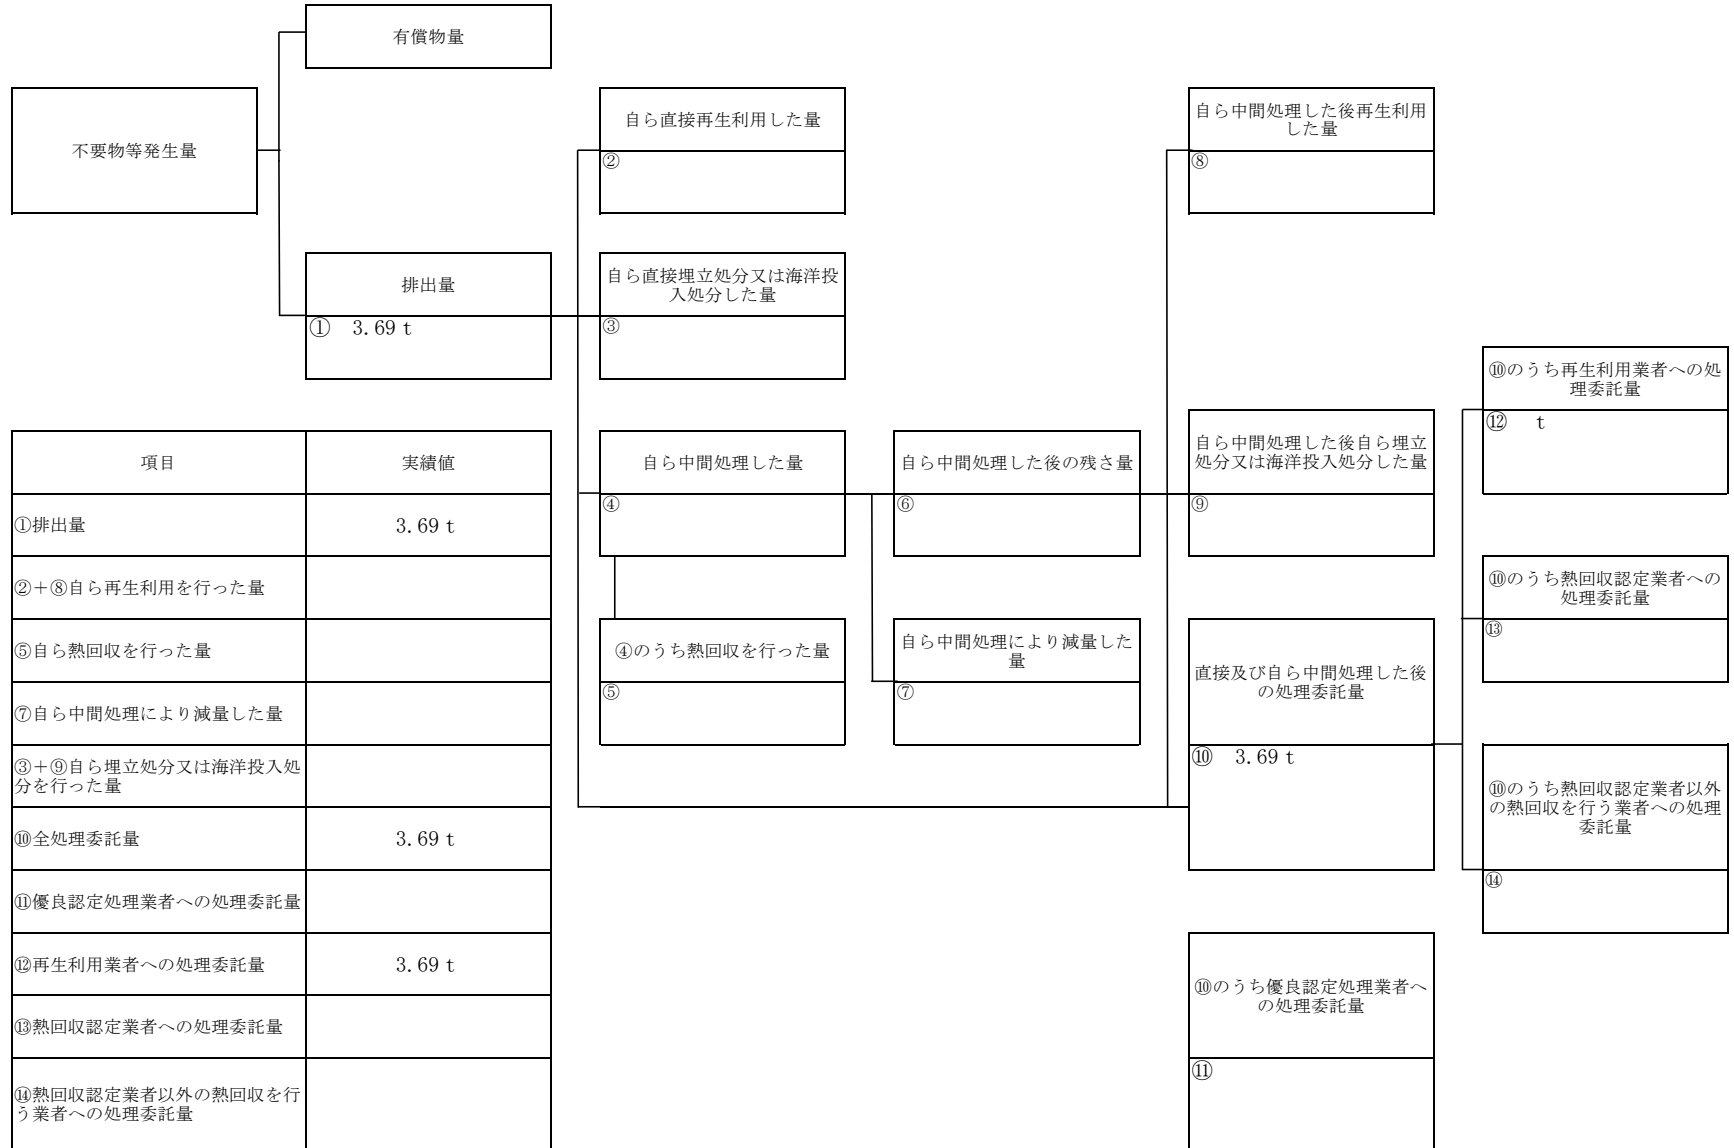 有償物量
不要物等発生量
自ら直接再生利用した量
②
自ら中間処理した後再生利用
した量
⑧
排出量
① 3.69 t
自ら直接埋立処分又は海洋投
入処分した量
③
⑩のうち再生利用業者への処
理委託量
⑫ t
自ら中間処理した量
④
自ら中間処理した後の残さ量
⑥
自ら中間処理した後自ら埋立
処分又は海洋投入処分した量
⑨
⑩のうち熱回収認定業者への
処理委託量
⑬
④のうち熱回収を行った量
⑤
自ら中間処理により減量した
量
⑦
直接及び自ら中間処理した後
の処理委託量
⑩ 3.69 t
⑩のうち熱回収認定業者以外
の熱回収を行う業者への処理
委託量
⑭
⑩のうち優良認定処理業者へ
の処理委託量
⑪
項目 実績値
①排出量 3.69 t
②+⑧自ら再生利用を行った量
⑤自ら熱回収を行った量
⑦自ら中間処理により減量した量
③+⑨自ら埋立処分又は海洋投入処
分を行った量
⑩全処理委託量 3.69 t
⑪優良認定処理業者への処理委託量
⑫再生利用業者への処理委託量 3.69 t
⑬熱回収認定業者への処理委託量
⑭熱回収認定業者以外の熱回収を行
う業者への処理委託量